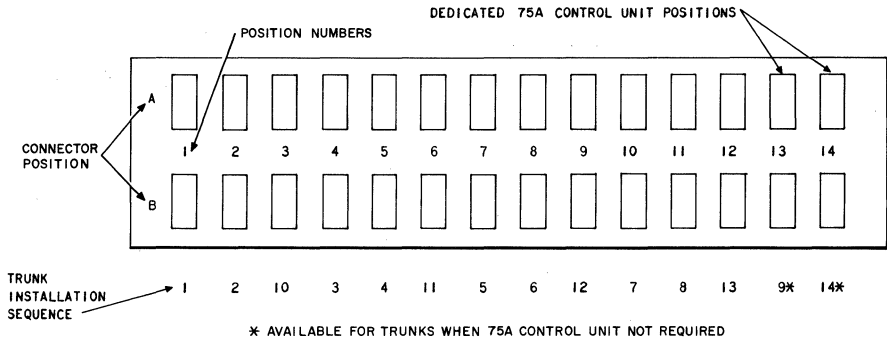 DEDICATED 75A CONTROL UNIT POSITIONS
POSITION NUMBERS
A
CONNECTOR
POSITION
1 2 3 4 5 6 7 8 9 10 11 12 13 14
B
TRUNK
INSTALLATION
SEQUENCE
1 2 10 3 4 11 5 6 12 7 8 13 9* 14*
* AVAILABLE FOR TRUNKS WHEN 75A CONTROL UNIT NOT REQUIRED